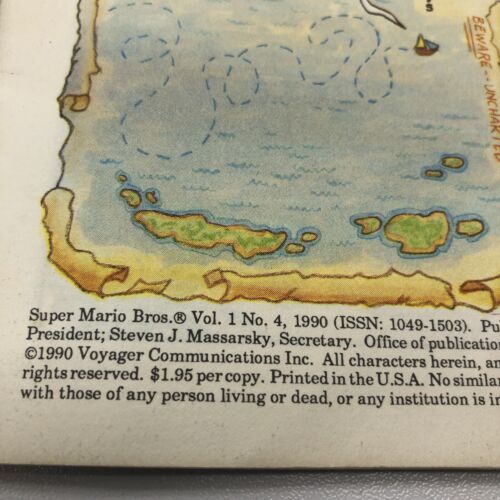 s
BEWARE -- UNCHARTE
Super Mario Bros.® Vol. 1 No. 4, 1990 (ISSN: 1049-1503). Pu
President; Steven J. Massarsky, Secretary. Office of publication
©1990 Voyager Communications Inc. All characters herein, an
rights reserved. $1.95 per copy. Printed in the U.S.A. No similar
with those of any person living or dead, or any institution is in